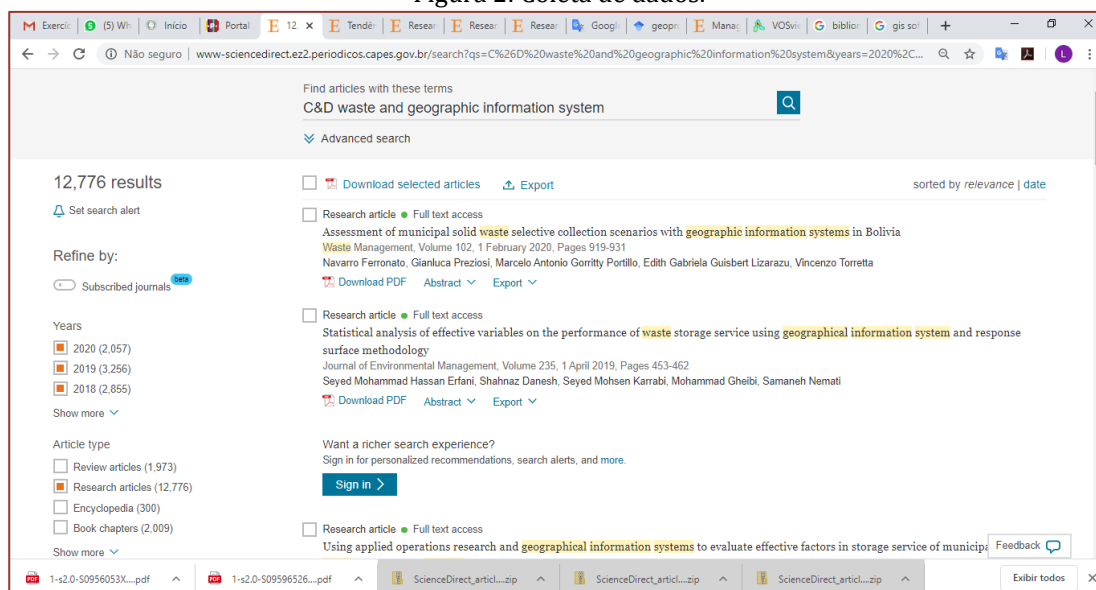 Figura 2: Coleta de dados.
Exercíc
(5) Wh
Início
Portal
12.
Tendên
Resear
Resear
Resear
Googl
geopro
Manag
VOSvie
biblion
gis sof
Não seguro | www-sciencedirect.ez2.periodicos.capes.gov.br/search?qs=C%26D%20waste%20and%20geographic%20information%20system&years=2020%2C...
L
Find articles with these terms
C&D waste and geographic information system
Advanced search
12,776 results
Download selected articles Export sorted by relevance | date
Set search alert
Research article Full text access
Assessment of municipal solid waste selective collection scenarios with geographic information systems in Bolivia
Waste Management, Volume 102, 1 February 2020, Pages 919-931
Navarro Ferronato, Gianluca Preziosi, Marcelo Antonio Gorritty Portillo, Edith Gabriela Guisbert Lizarazu, Vincenzo Torretta
Download PDF Abstract Export
Refine by:
Subscribed journals beta
Years
2020 (2,057)
2019 (3,256)
2018 (2,855)
Show more
Research article Full text access
Statistical analysis of effective variables on the performance of waste storage service using geographical information system and response
surface methodology
Journal of Environmental Management, Volume 235, 1 April 2019, Pages 453-462
Seyed Mohammad Hassan Erfani, Shahnaz Danesh, Seyed Mohsen Karrabi, Mohammad Gheibi, Samaneh Nemati
Download PDF Abstract Export
Article type
Review articles (1,973)
Research articles (12,776)
Encyclopedia (300)
Book chapters (2,009)
Show more
Want a richer search experience?
Sign in for personalized recommendations, search alerts, and more.
Sign in
Research article Full text access
Using applied operations research and geographical information systems to evaluate effective factors in storage service of municipa
Feedback
1-s2.0-S0956053X....pdf
1-s2.0-S09596526....pdf
ScienceDirect_articl....zip
ScienceDirect_articl....zip
ScienceDirect_articl....zip
Exibir todos